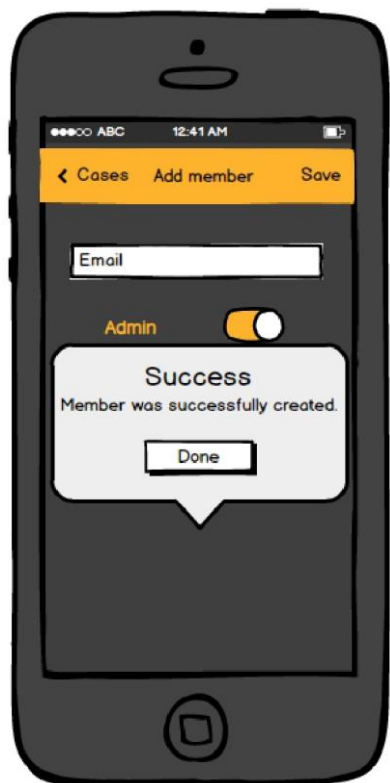 ABC 12:41 AM
Cases Add member Save
Email
Admin
Success
Member was successfully created.
Done